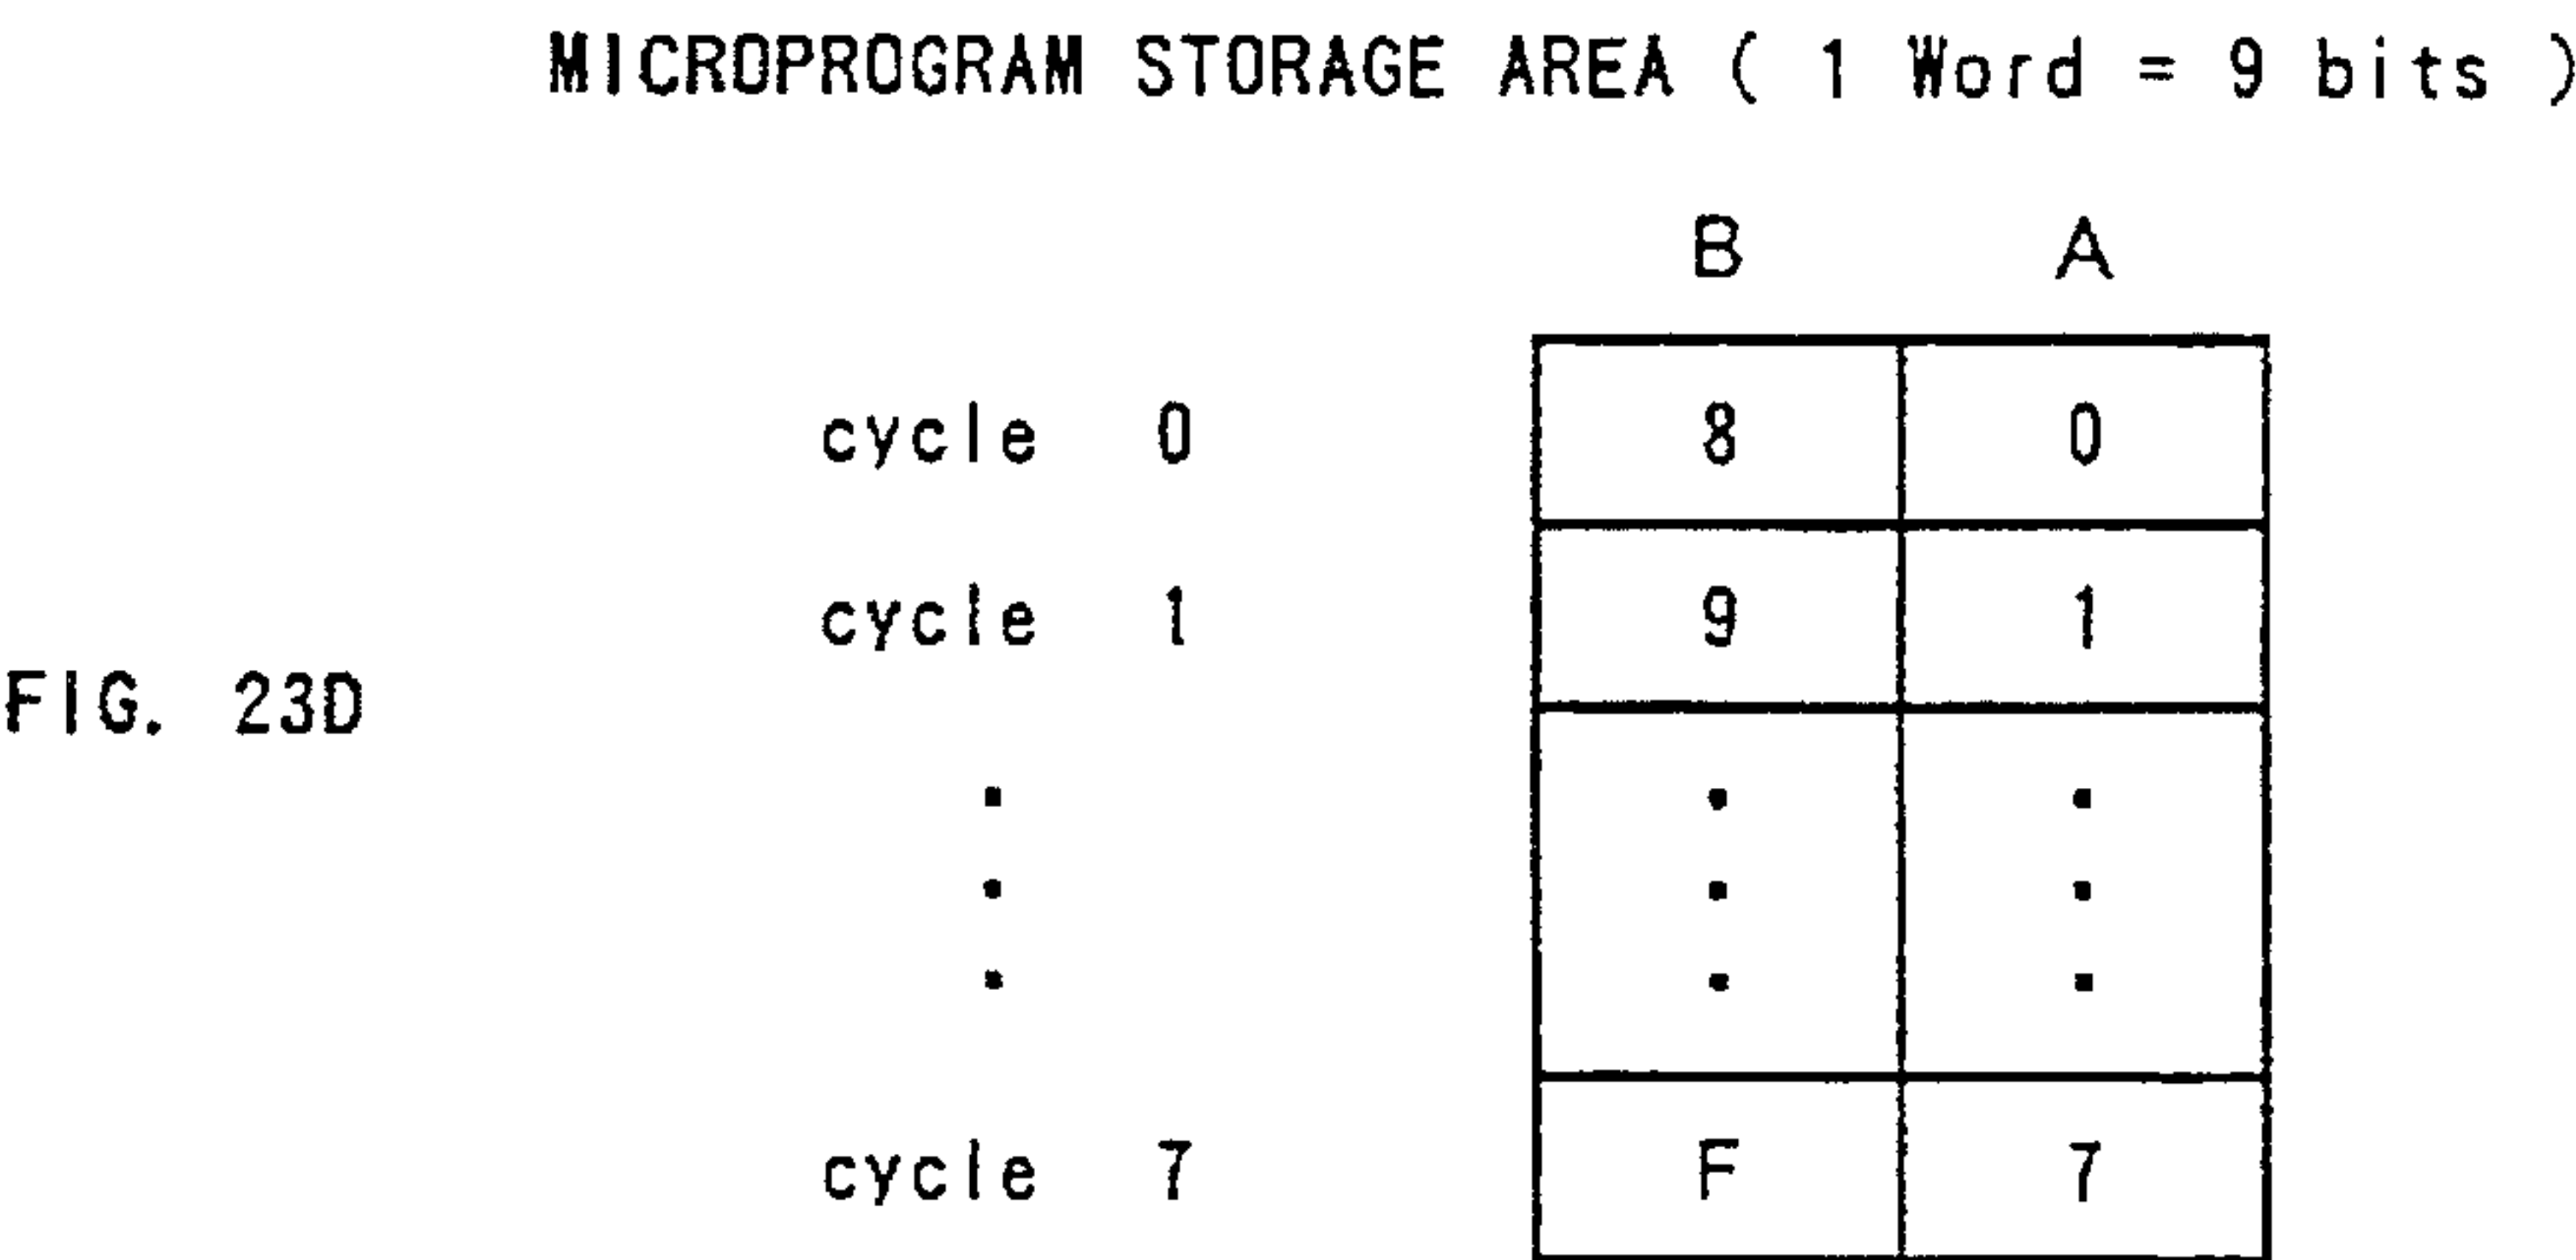 MICROPROGRAM STORAGE AREA ( 1 Word = 9 bits )
B A
cycle 0 8 0
cycle 1 9 1
FIG. 23D
cycle 7 F 7